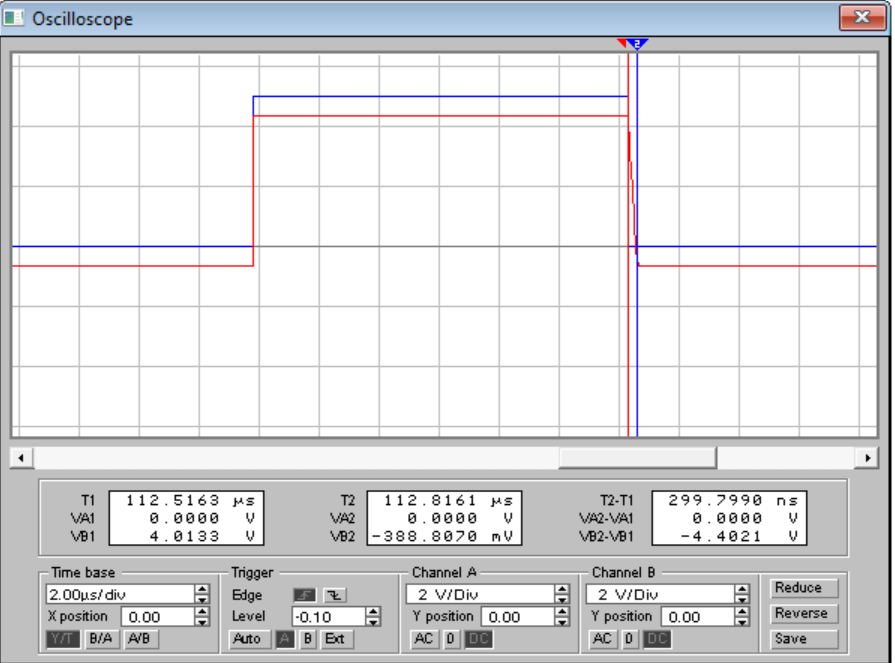 Oscilloscope
2
T1 112.5163 µs T2 112.8161 µs T2-T1 299.7990 ns
VA1 0.0000 V VA2 0.0000 V VA2-VA1 0.0000 V
VB1 4.0133 V VB2 -388.8070 mV VB2-VB1 -4.4021 V
Time base Trigger Channel A Channel B
2.00µs/div Edge 2 V/Div 2 V/Div Reduce
X position 0.00 Level -0.10 Y position 0.00 Y position 0.00 Reverse
Y/T B/A A/B Auto A B Ext AC 0 DC AC 0 DC Save